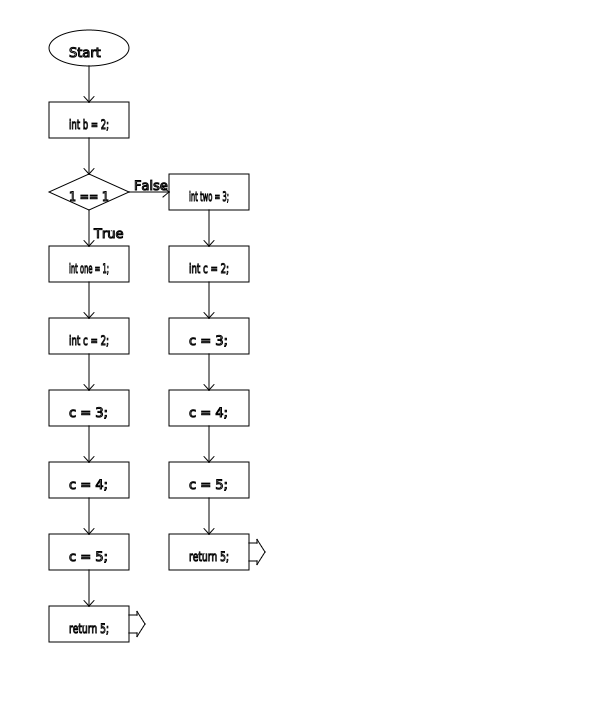 Start
int b = 2;
1 == 1
False
int two = 3;
True
int one = 1;
int c = 2;
int c = 2;
c = 3;
c = 3;
c = 4;
c = 4;
c = 5;
c = 5;
return 5;
return 5;